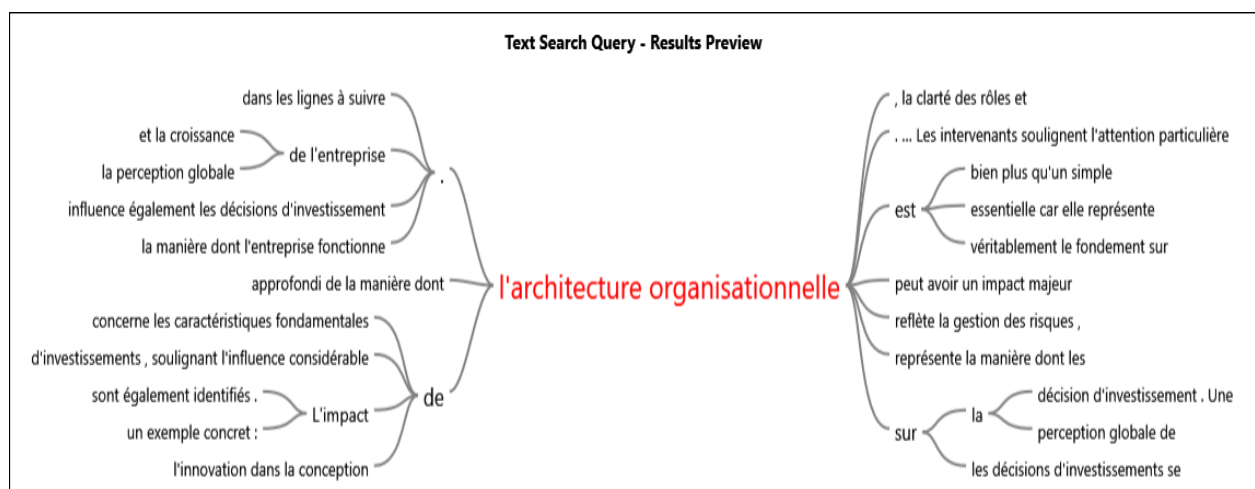 Text Search Query - Results Preview
dans les lignes à suivre
et la croissance
de l'entreprise
la perception globale
.
influence également les décisions d'investissement
la manière dont l'entreprise fonctionne
approfondi de la manière dont
concerne les caractéristiques fondamentales
d'investissements , soulignant l'influence considérable
de
sont également identifiés .
L'impact
un exemple concret :
l'innovation dans la conception
l'architecture organisationnelle
, la clarté des rôles et
. ... Les intervenants soulignent l'attention particulière
est
bien plus qu'un simple
essentielle car elle représente
véritablement le fondement sur
peut avoir un impact majeur
reflète la gestion des risques ,
représente la manière dont les
sur
la
décision d'investissement . Une
perception globale de
les décisions d'investissements se